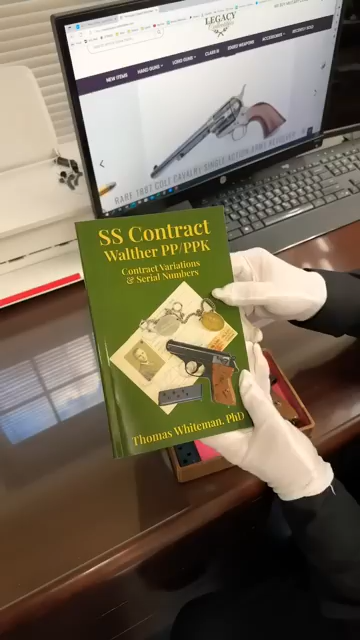 LEGACY
NEW ITEMS HAND GUNS LONG GUNS CLASS III EDGED WEAPONS ACCESSORIES RECENTLY SOLD
RARE 1887 COLT CAVALRY SINGLE ACTION ARMY REVOLVER
SS Contract
Walther PP/PPK
Contract Variations
& Serial Numbers
Thomas Whiteman, PhD